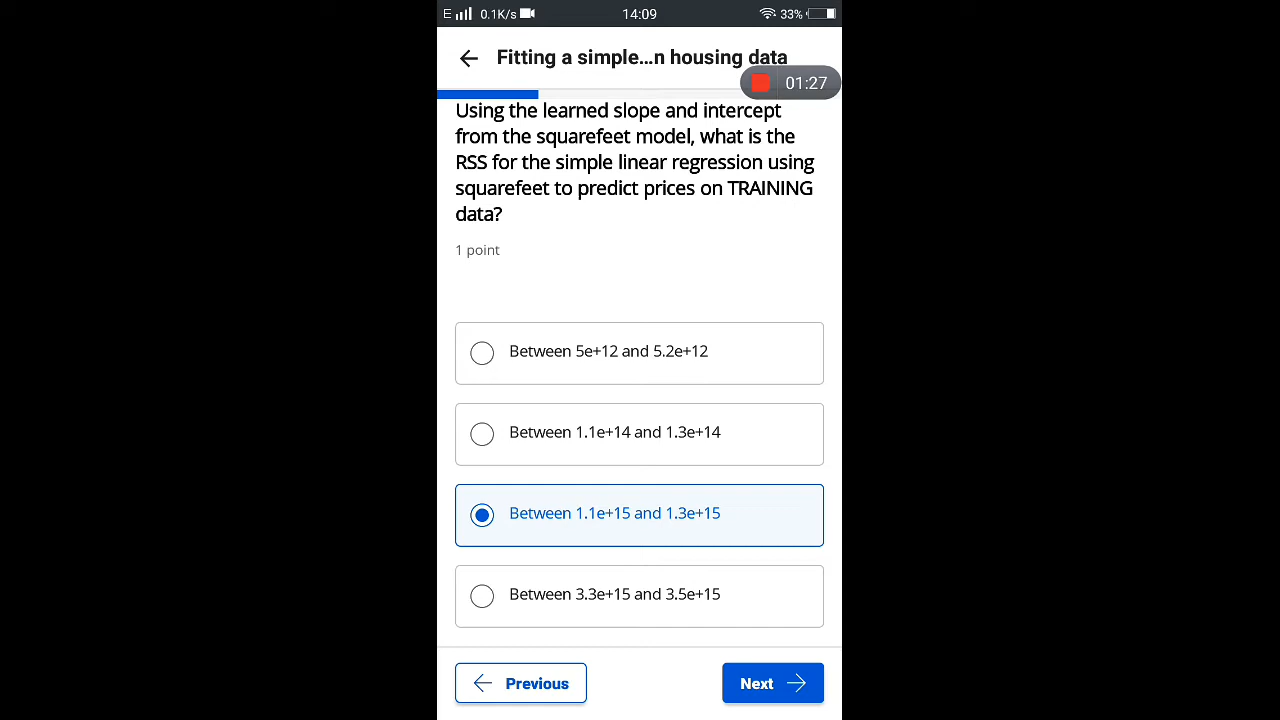 E 0.1K/s 14:09 33%
Fitting a simple...n housing data
01:27
Using the learned slope and intercept
from the squarefeet model, what is the
RSS for the simple linear regression using
squarefeet to predict prices on TRAINING
data?
1 point
Between 5e+12 and 5.2e+12
Between 1.1e+14 and 1.3e+14
Between 1.1e+15 and 1.3e+15
Between 3.3e+15 and 3.5e+15
Previous Next